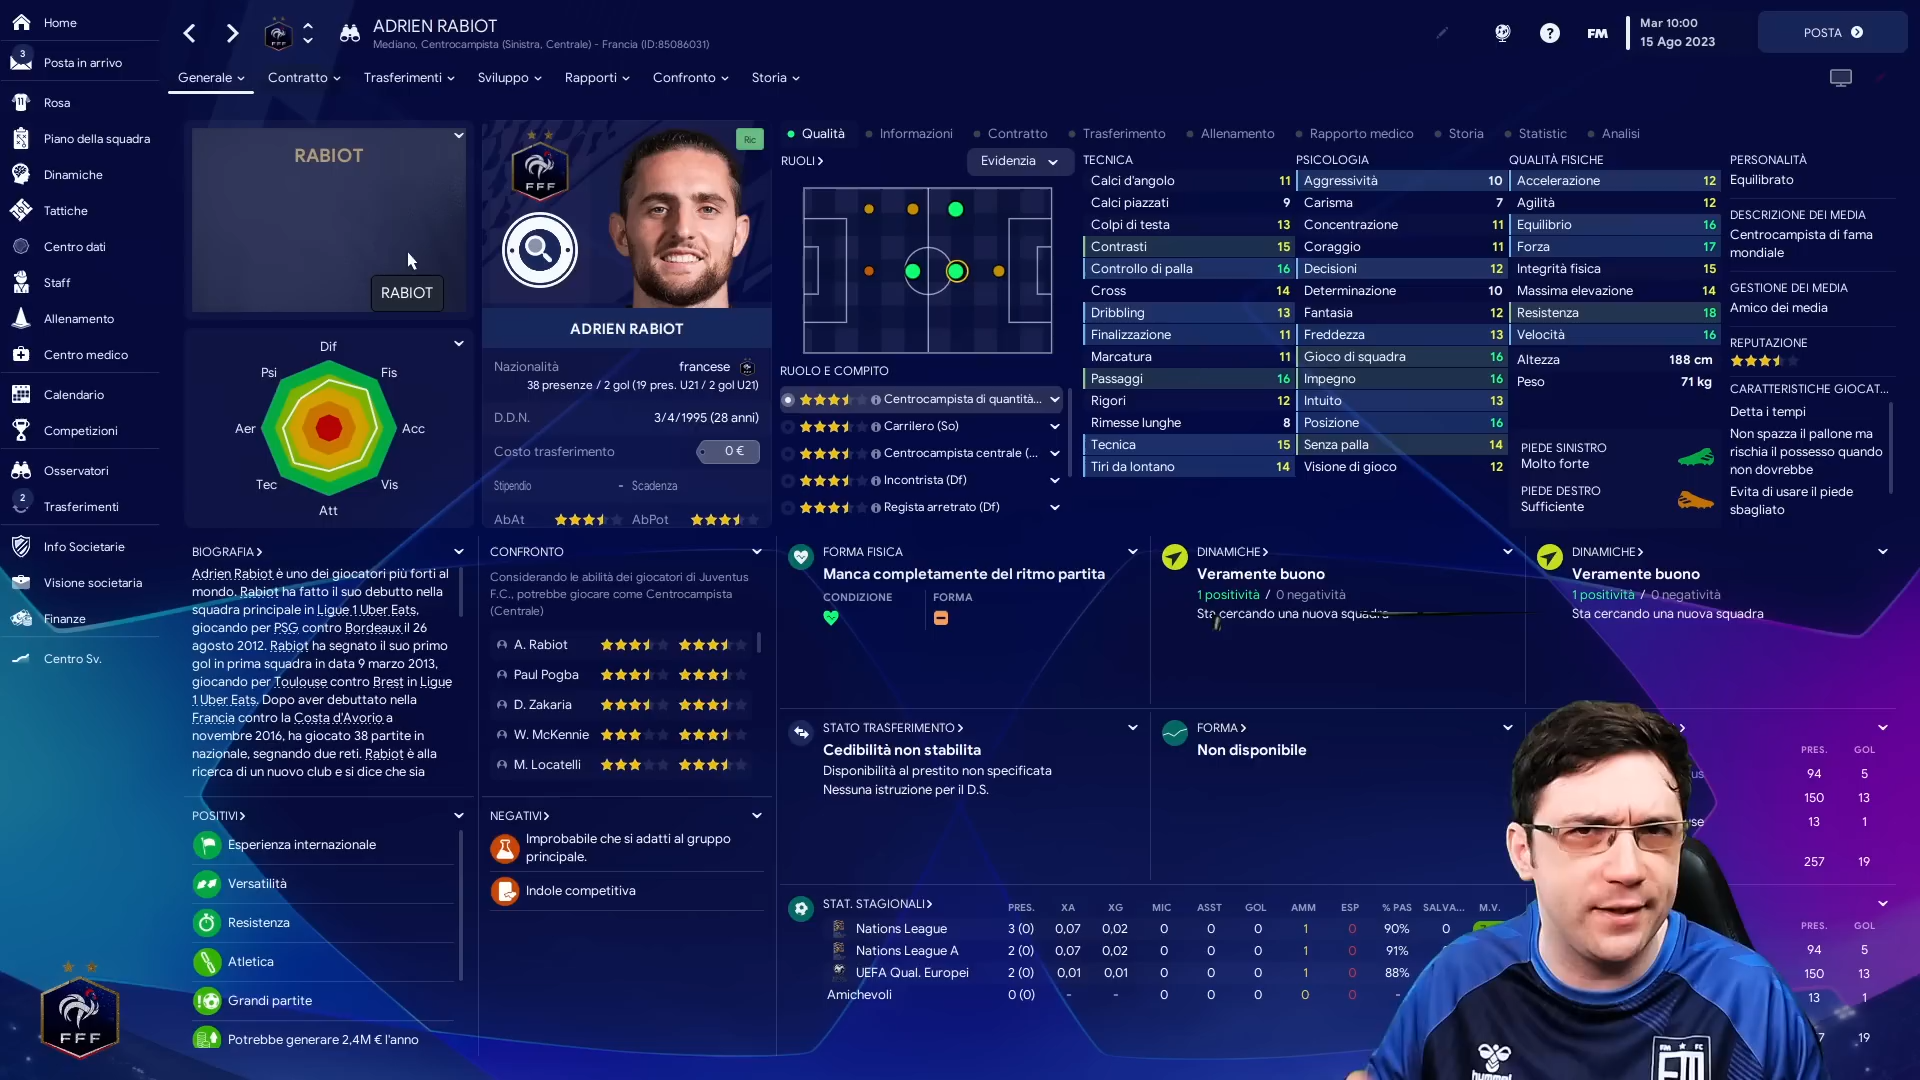 Home
3
Posta in arrivo
Rosa
Piano della squadra
Dinamiche
Tattiche
Centro dati
Staff
Allenamento
Centro medico
Calendario
Competizioni
Osservatori
2
Trasferimenti
Info Societarie
Visione societaria
Finanze
Centro Sv.
FFF
ADRIEN RABIOT
Mediano, Centrocampista (Sinistra, Centrale) - Francia (ID:85086031)
FM
Mar 10:00
15 Ago 2023
POSTA
Generale
Contratto
Trasferimenti
Sviluppo
Rapporti
Confronto
Storia
RABIOT
RABIOT
Dif
Fis
Acc
Vis
Att
Tec
Aer
Psi
FFF
Ric
ADRIEN RABIOT
Nazionalità francese
38 presenze / 2 gol (19 pres. U21 / 2 gol U21)
D.D.N. 3/4/1995 (28 anni)
Costo trasferimento 0 €
Stipendio - Scadenza
AbAt AbPot
Qualità
Informazioni
Contratto
Trasferimento
Allenamento
Rapporto medico
Storia
Statistic
Analisi
RUOLI
Evidenzia
RUOLO E COMPITO
Centrocampista di quantità...
Carrilero (So)
Centrocampista centrale (...
Incontrista (Df)
Regista arretrato (Df)
TECNICA
Calci d'angolo 11
Calci piazzati 9
Colpi di testa 13
Contrasti 15
Controllo di palla 16
Cross 14
Dribbling 13
Finalizzazione 11
Marcatura 11
Passaggi 16
Rigori 12
Rimesse lunghe 8
Tecnica 15
Tiri da lontano 14
PSICOLOGIA
Aggressività 10
Carisma 7
Concentrazione 11
Coraggio 11
Decisioni 12
Determinazione 10
Fantasia 12
Freddezza 13
Gioco di squadra 16
Impegno 16
Intuito 13
Posizione 16
Senza palla 14
Visione di gioco 12
QUALITÀ FISICHE
Accelerazione 12
Agilità 12
Equilibrio 16
Forza 17
Integrità fisica 15
Massima elevazione 14
Resistenza 18
Velocità 16
Altezza 188 cm
Peso 71 kg
PIEDE SINISTRO
Molto forte
PIEDE DESTRO
Sufficiente
PERSONALITÀ
Equilibrato
DESCRIZIONE DEI MEDIA
Centrocampista di fama
mondiale
GESTIONE DEI MEDIA
Amico dei media
REPUTAZIONE
CARATTERISTICHE GIOCAT...
Detta i tempi
Non spazza il pallone ma
rischia il possesso quando
non dovrebbe
Evita di usare il piede
sbagliato
BIOGRAFIA
Adrien Rabiot è uno dei giocatori più forti al
mondo. Rabiot ha fatto il suo debutto nella
squadra principale in Ligue 1 Uber Eats,
giocando per PSG contro Bordeaux il 26
agosto 2012. Rabiot ha segnato il suo primo
gol in prima squadra in data 9 marzo 2013,
giocando per Toulouse contro Brest in Ligue
1 Uber Eats. Dopo aver debuttato nella
Francia contro la Costa d'Avorio a
novembre 2016, ha giocato 38 partite in
nazionale, segnando due reti. Rabiot è alla
ricerca di un nuovo club e si dice che sia
CONFRONTO
Considerando le abilità dei giocatori di Juventus
F.C., potrebbe giocare come Centrocampista
(Centrale)
A. Rabiot
Paul Pogba
D. Zakaria
W. McKennie
M. Locatelli
FORMA FISICA
Manca completamente del ritmo partita
CONDIZIONE FORMA
DINAMICHE
Veramente buono
1 positività / 0 negatività
Sta cercando una nuova squadra
DINAMICHE
Veramente buono
1 positività / 0 negatività
Sta cercando una nuova squadra
STATO TRASFERIMENTO
Cedibilità non stabilita
Disponibilità al prestito non specificata
Nessuna istruzione per il D.S.
FORMA
Non disponibile
PRES. GOL
us 94 5
150 13
se 13 1
257 19
POSITIVI
Esperienza internazionale
Versatilità
Resistenza
Atletica
Grandi partite
Potrebbe generare 2,4M € l'anno
NEGATIVI
Improbabile che si adatti al gruppo
principale.
Indole competitiva
STAT. STAGIONALI PRES. XA XG MIC ASST GOL AMM ESP % PAS SALVA... M.V.
Nations League 3 (0) 0,07 0,02 0 0 0 1 0 90% 0
Nations League A 2 (0) 0,07 0,02 0 0 0 1 0 91%
UEFA Qual. Europei 2 (0) 0,01 0,01 0 0 0 1 0 88%
Amichevoli 0 (0) - - 0 0 0 0 0 -
PRES. GOL
94 5
150 13
13 1
7 19
FFF
hummel